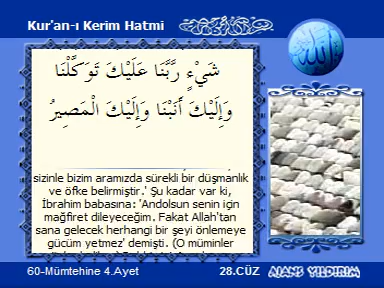 Kur'an-ı Kerim Hatmi
الله
شَيْءٍ رَّبَّنَا عَلَيْكَ تَوَكَّلْنَا
وَإِلَيْكَ أَنَبْنَا وَإِلَيْكَ الْمَصِيرُ
sizinle bizim aramızda sürekli bir düşmanlık
ve öfke belirmiştir.' Şu kadar var ki,
İbrahim babasına: 'Andolsun senin için
mağfiret dileyeceğim. Fakat Allah'tan
sana gelecek herhangi bir şeyi önlemeye
gücüm yetmez' demişti. (O müminler
60-Mümtehine 4.Ayet
28.CÜZ
AJANS YILDIRIM